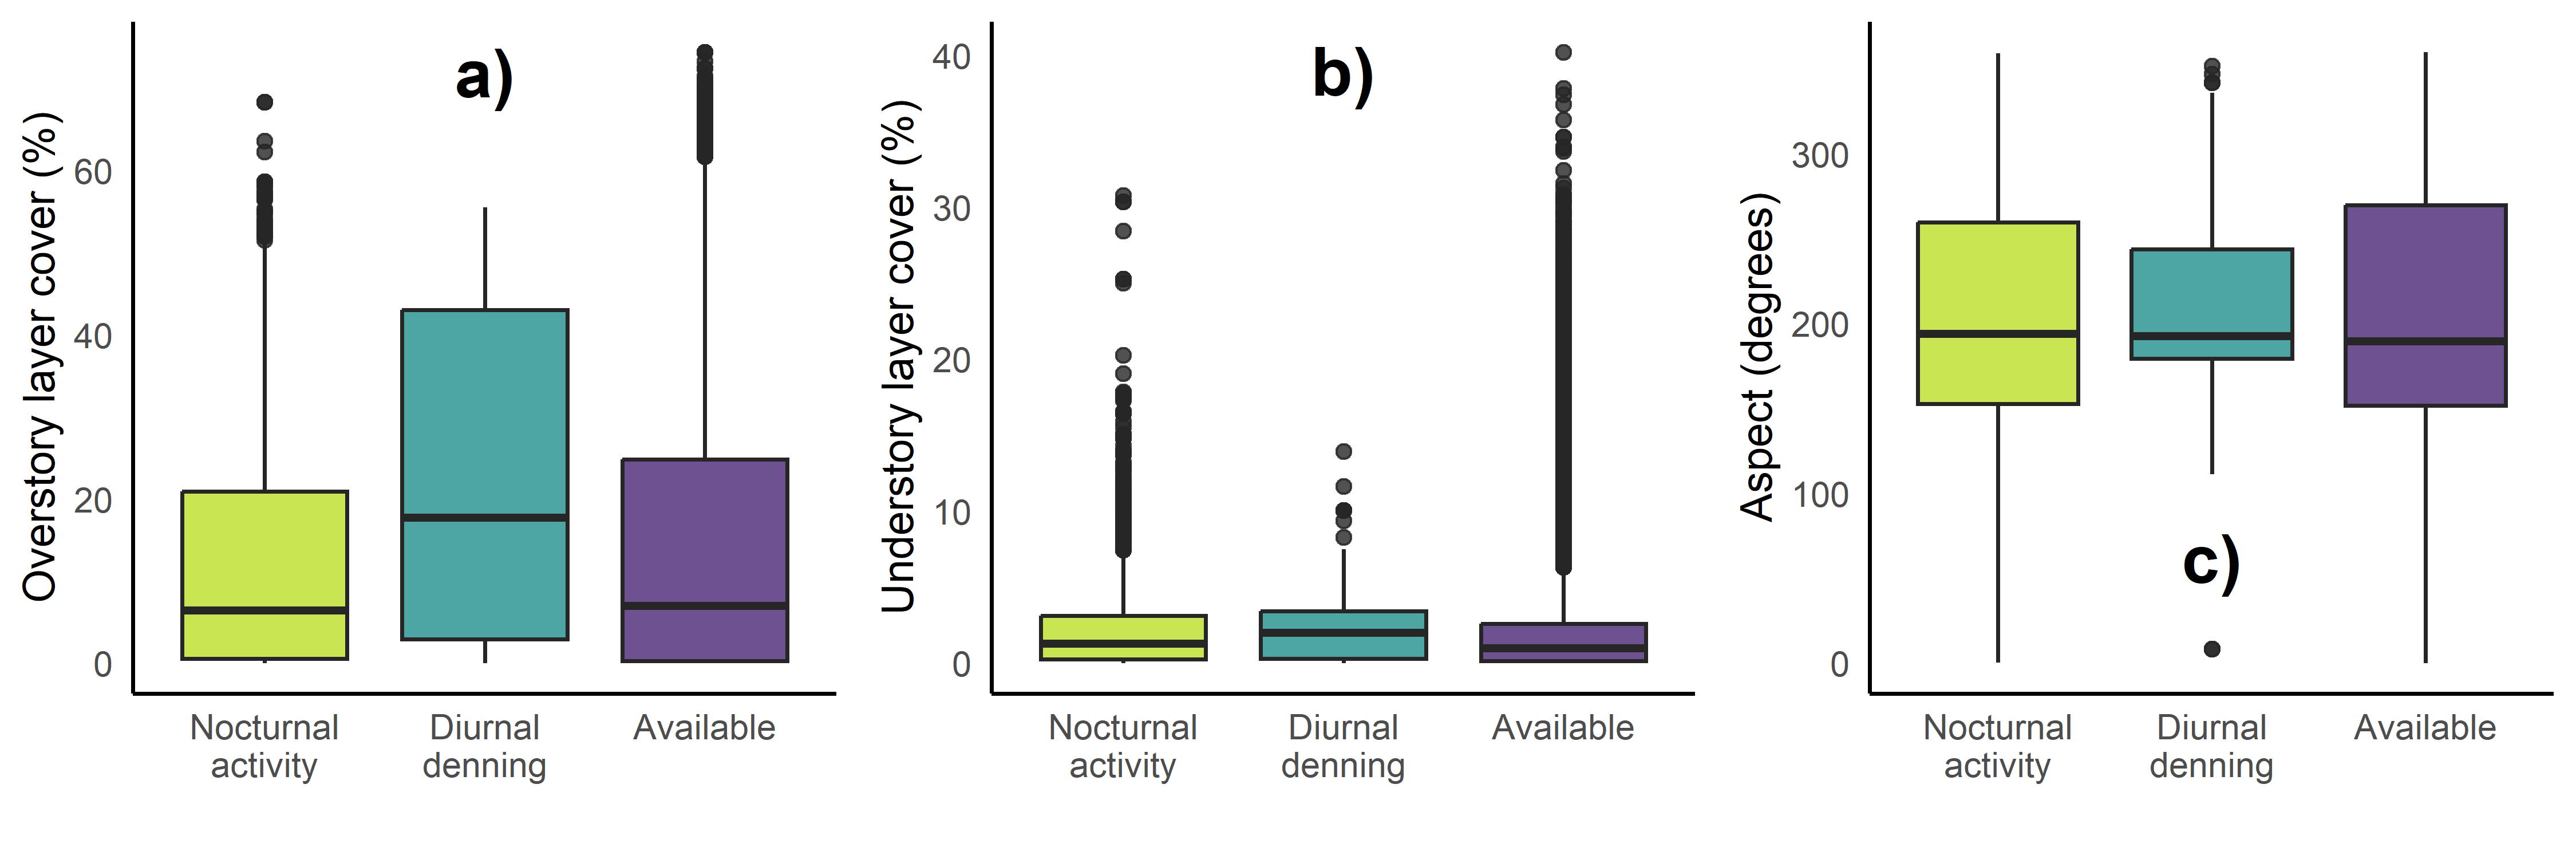 a)
Overstory layer cover (%)
60
40
20
0
Nocturnal
activity
Diurnal
denning
Available
b)
Understory layer cover (%)
40
30
20
10
0
Nocturnal
activity
Diurnal
denning
Available
c)
Aspect (degrees)
300
200
100
0
Nocturnal
activity
Diurnal
denning
Available